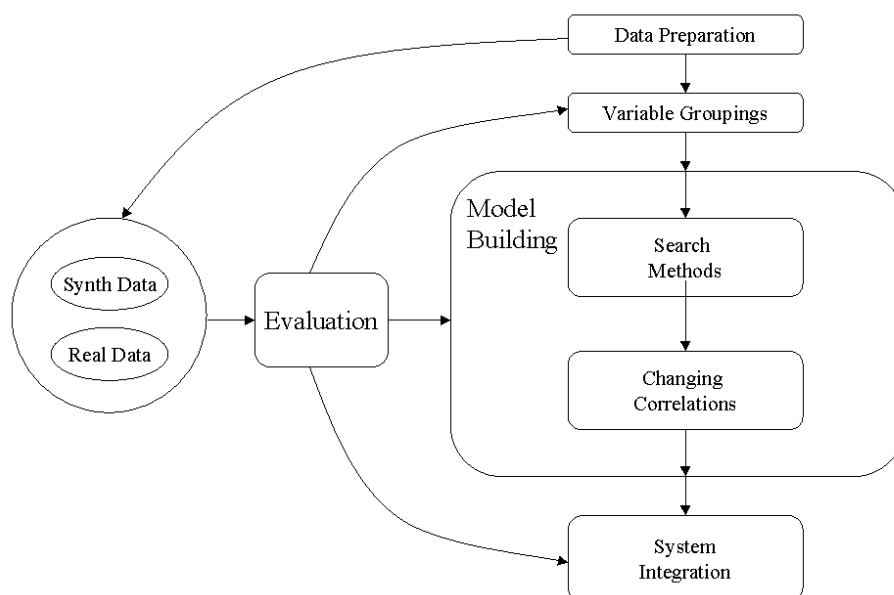 Data Preparation
Variable Groupings
Model
Building
Search
Methods
Synth Data
Evaluation
Real Data
Changing
Correlations
System
Integration